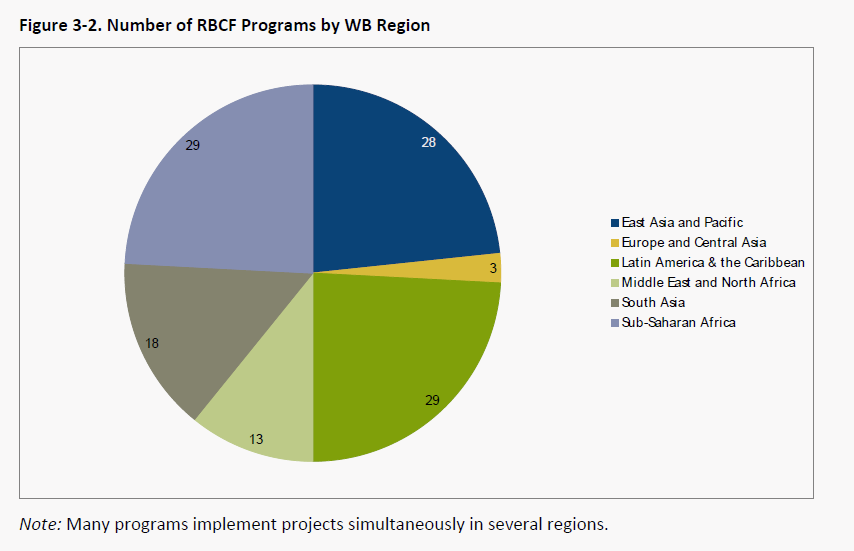 Figure 3-2. Number of RBCF Programs by WB Region
29
28
3
18
29
13
East Asia and Pacific
Europe and Central Asia
Latin America & the Caribbean
Middle East and North Africa
South Asia
Sub-Saharan Africa
Note: Many programs implement projects simultaneously in several regions.